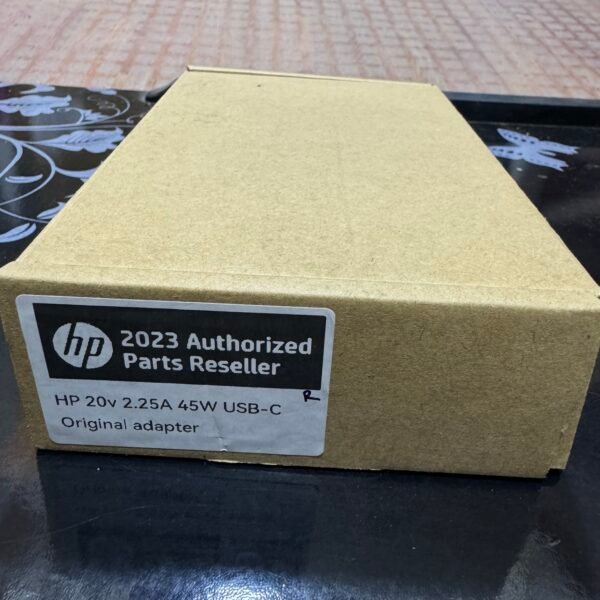 hp
2023 Authorized
Parts Reseller
HP 20v 2.25A 45W USB-C
R
Original adapter